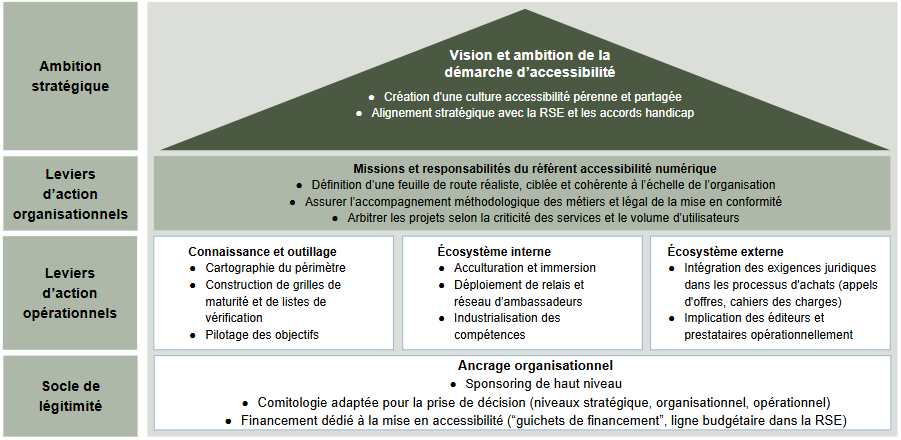 Ambition
stratégique
Vision et ambition de la
démarche d'accessibilité
● Création d'une culture accessibilité pérenne et partagée
● Alignement stratégique avec la RSE et les accords handicap
Leviers
d'action
organisationnels
Missions et responsabilités du référent accessibilité numérique
● Définition d'une feuille de route réaliste, ciblée et cohérente à l'échelle de l'organisation
● Assurer l'accompagnement méthodologique des métiers et légal de la mise en conformité
● Arbitrer les projets selon la criticité des services et le volume d'utilisateurs
Leviers
d'action
opérationnels
Connaissance et outillage
● Cartographie du périmètre
● Construction de grilles de
maturité et de listes de
vérification
● Pilotage des objectifs
Écosystème interne
● Acculturation et immersion
● Déploiement de relais et
réseau d'ambassadeurs
● Industrialisation des
compétences
Écosystème externe
● Intégration des exigences juridiques
dans les processus d'achats (appels
d'offres, cahiers des charges)
● Implication des éditeurs et
prestataires opérationnellement
Socle de
légitimité
Ancrage organisationnel
● Sponsoring de haut niveau
● Comitologie adaptée pour la prise de décision (niveaux stratégique, organisationnel, opérationnel)
● Financement dédié à la mise en accessibilité ("guichets de financement", ligne budgétaire dans la RSE)